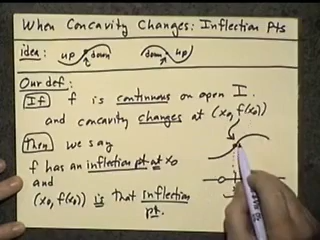 When Concavity Changes: Inflection Pts
idea: up down down up
Our def:
If f is continuous on open I
and concavity changes at (x₀, f(x₀))
Then we say
f has an inflection pt at x₀
and
(x₀, f(x₀)) is that inflection
pt.